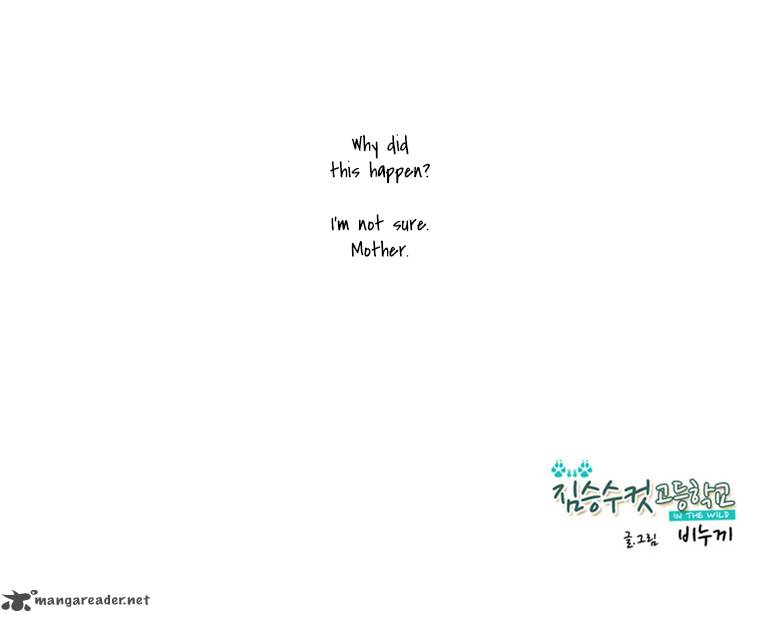 Why did
this happen?
I'm not sure.
Mother.
짐승수컷고등학교
IN THE WILD
글.그림 비누끼
mangareader.net